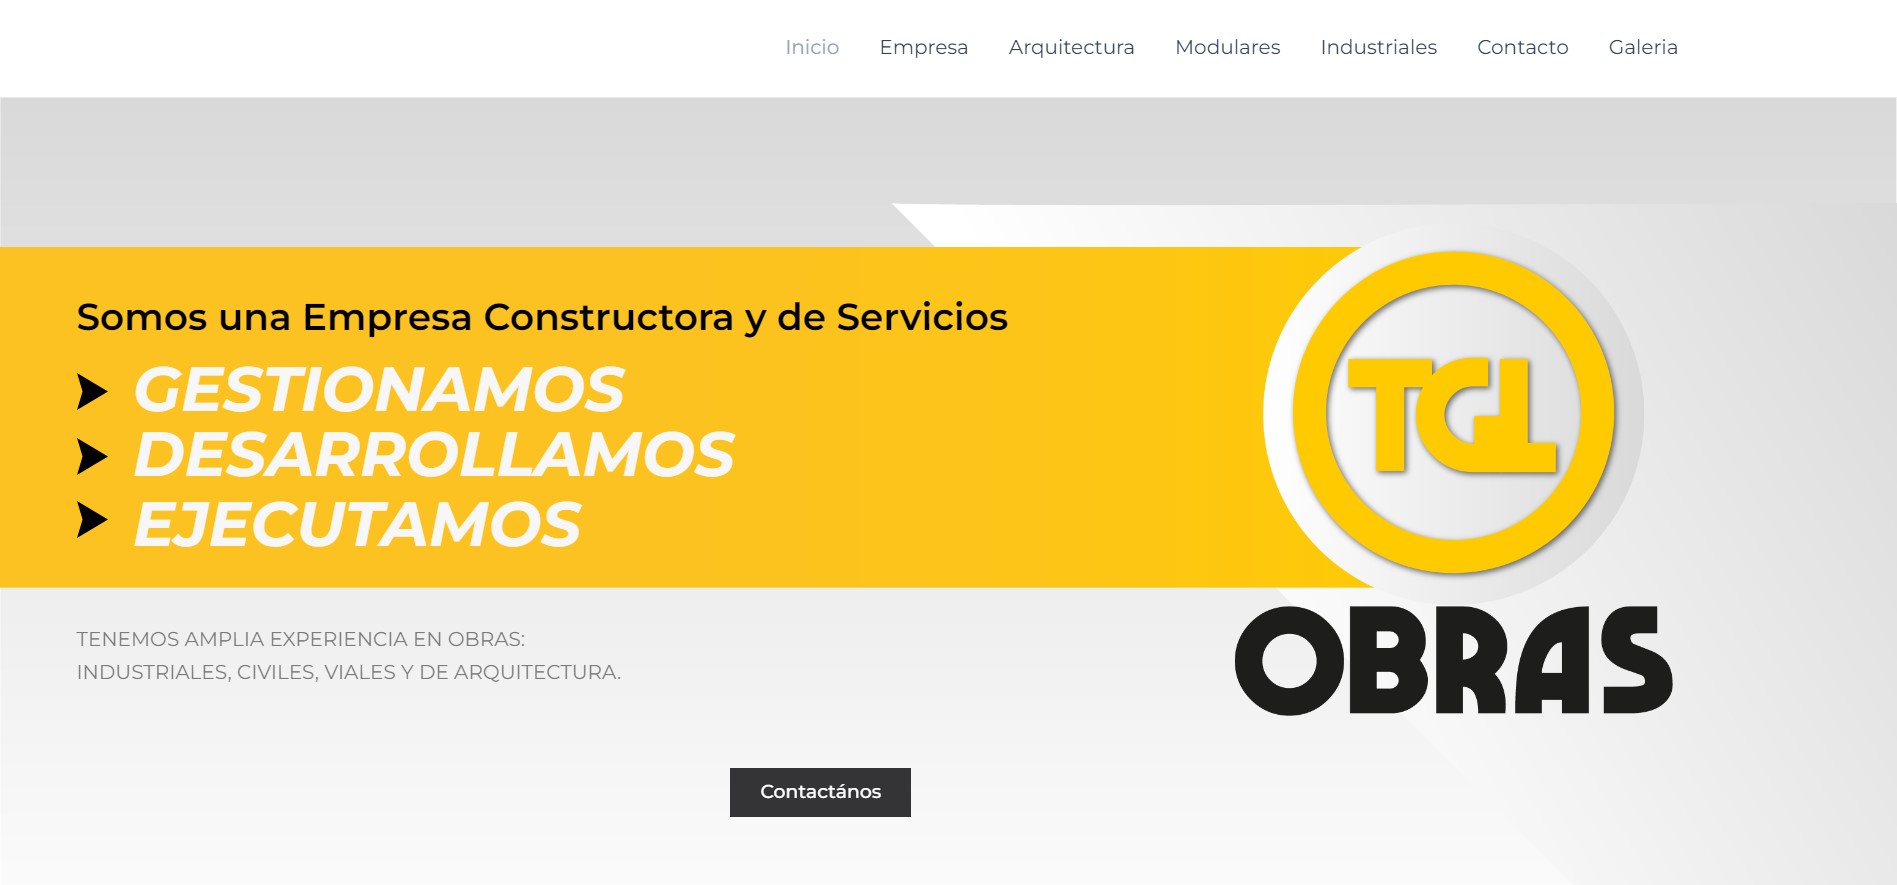 Inicio Empresa Arquitectura Modulares Industriales Contacto Galeria
Somos una Empresa Constructora y de Servicios
GESTIONAMOS
DESARROLLAMOS
EJECUTAMOS
TCL
OBRAS
TENEMOS AMPLIA EXPERIENCIA EN OBRAS:
INDUSTRIALES, CIVILES, VIALES Y DE ARQUITECTURA.
Contactános